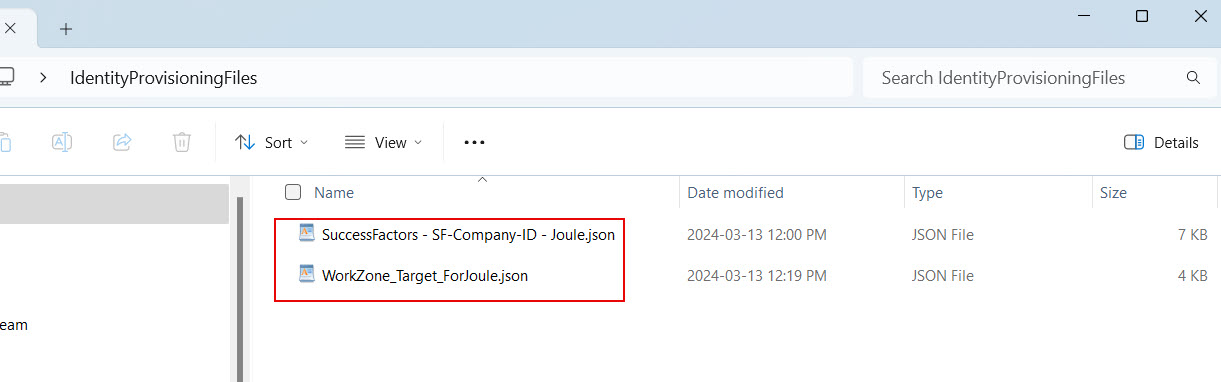 IdentityProvisioningFiles
Search IdentityProvisioningFiles
Sort
View
Details
Name
Date modified
Type
Size
SuccessFactors - SF-Company-ID - Joule.json
2024-03-13 12:00 PM
JSON File
7 KB
WorkZone_Target_ForJoule.json
2024-03-13 12:19 PM
JSON File
4 KB
eam